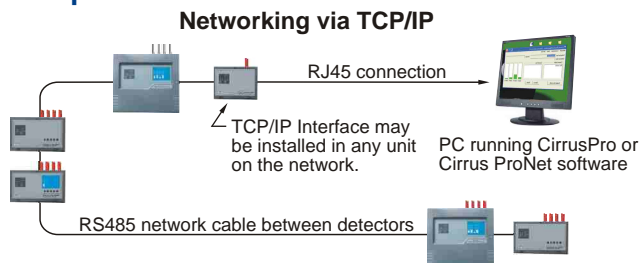 Networking via TCP/IP
RJ45 connection
TCP/IP Interface may
be installed in any unit
on the network.
PC running CirrusPro or
Cirrus ProNet software
RS485 network cable between detectors